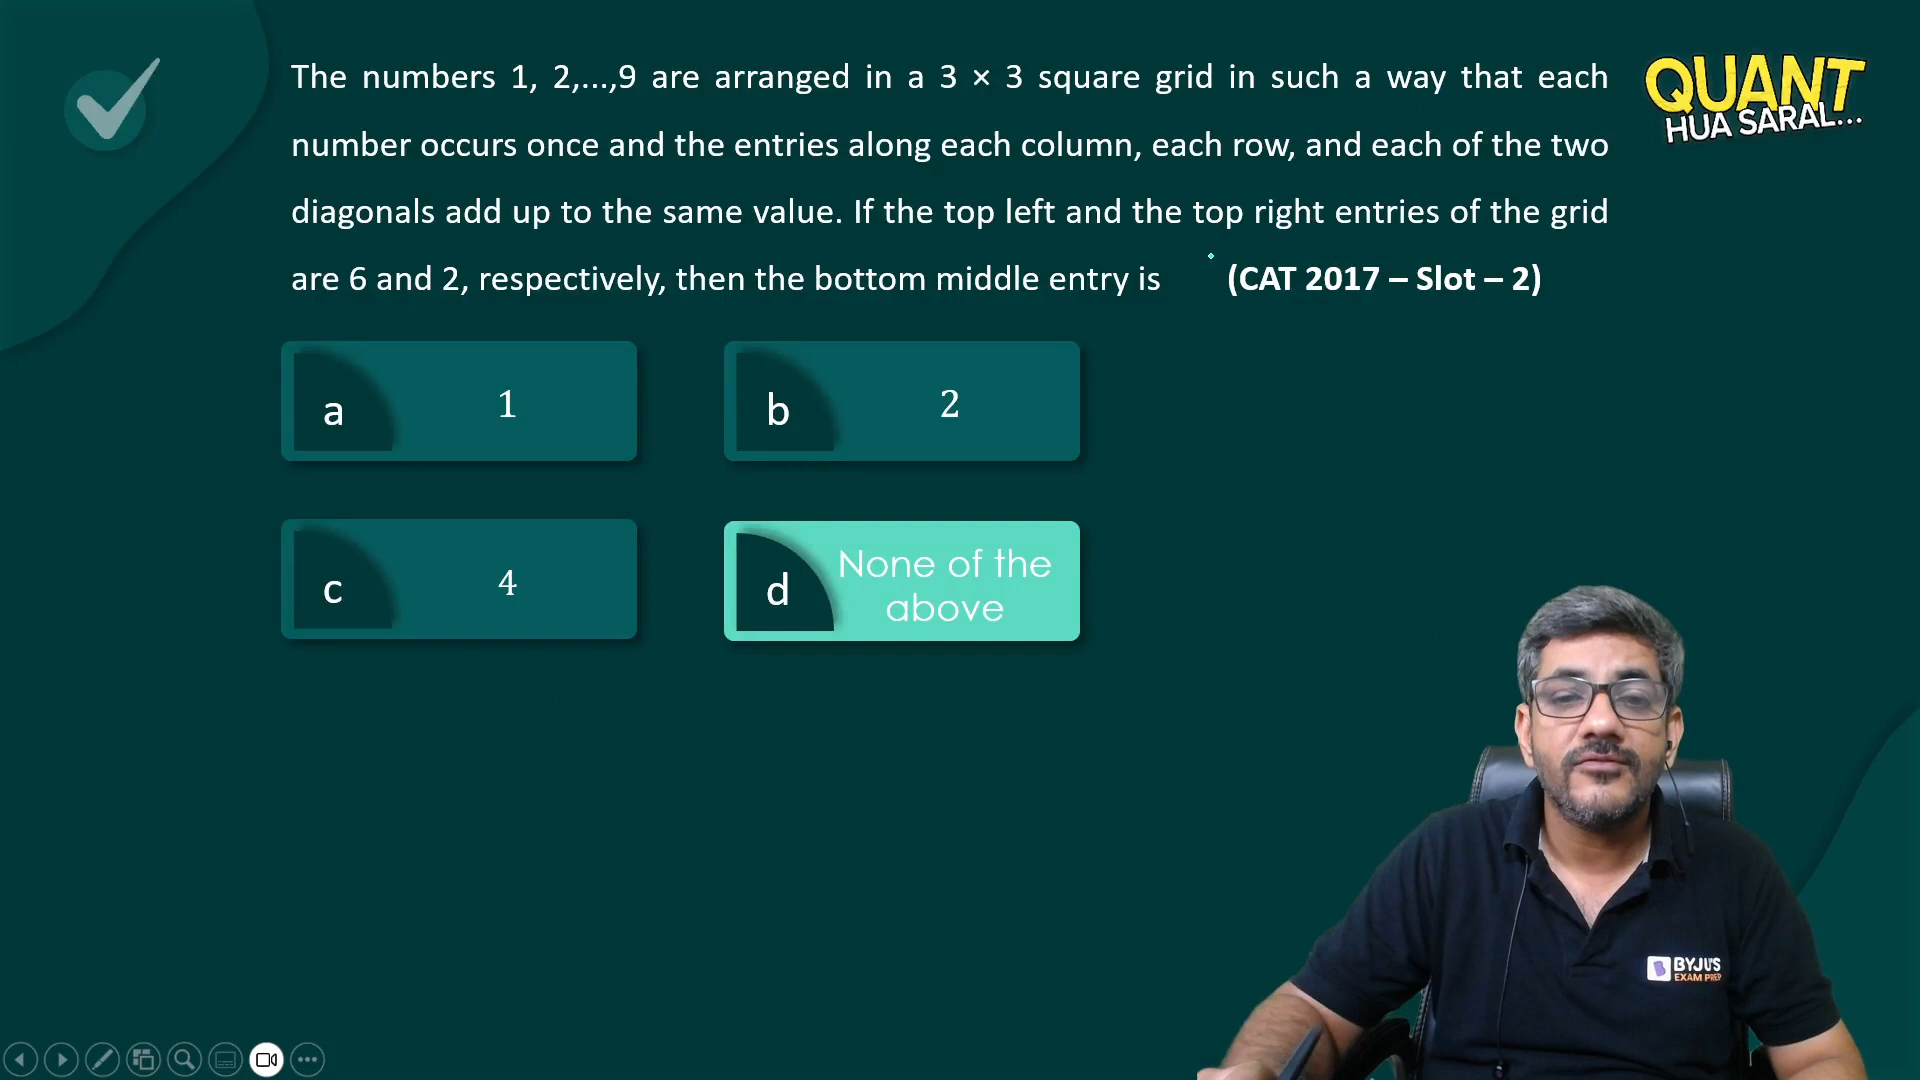 The numbers 1, 2,...,9 are arranged in a 3 × 3 square grid in such a way that each
number occurs once and the entries along each column, each row, and each of the two
diagonals add up to the same value. If the top left and the top right entries of the grid
are 6 and 2, respectively, then the bottom middle entry is (CAT 2017 – Slot – 2)
QUANT
HUA SARAL...
a 1
b 2
c 4
d None of the
above
BYJU'S
EXAM PREP